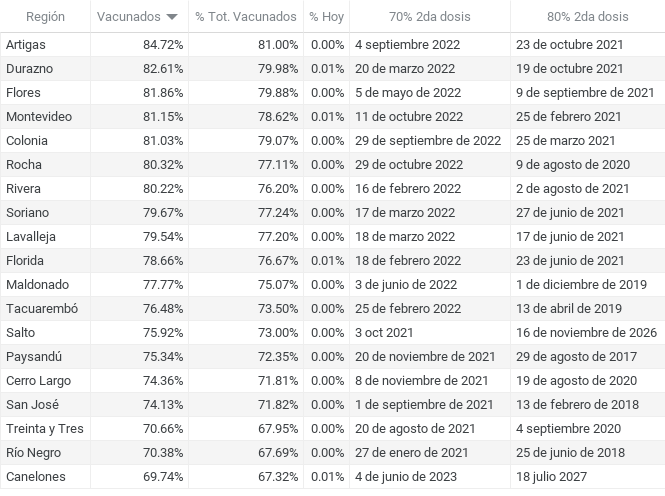 Región Vacunados % Tot. Vacunados % Hoy 70% 2da dosis 80% 2da dosis
Artigas 84.72% 81.00% 0.00% 4 septiembre 2022 23 de octubre 2021
Durazno 82.61% 79.98% 0.01% 20 de marzo 2022 19 de octubre 2021
Flores 81.86% 79.88% 0.00% 5 de mayo de 2022 9 de septiembre de 2021
Montevideo 81.15% 78.62% 0.01% 11 de octubre 2022 25 de febrero 2021
Colonia 81.03% 79.07% 0.00% 29 de septiembre de 2022 25 de marzo 2021
Rocha 80.32% 77.11% 0.00% 29 de octubre 2022 9 de agosto de 2020
Rivera 80.22% 76.20% 0.00% 16 de febrero 2022 2 de agosto de 2021
Soriano 79.67% 77.24% 0.00% 17 de marzo 2022 27 de junio de 2021
Lavalleja 79.54% 77.20% 0.00% 18 de marzo 2022 17 de junio de 2021
Florida 78.66% 76.67% 0.01% 18 de febrero 2022 23 de junio de 2021
Maldonado 77.77% 75.07% 0.00% 3 de junio de 2022 1 de diciembre de 2019
Tacuarembó 76.48% 73.50% 0.00% 25 de febrero 2022 13 de abril de 2019
Salto 75.92% 73.00% 0.00% 3 oct 2021 16 de noviembre de 2026
Paysandú 75.34% 72.35% 0.00% 20 de noviembre de 2021 29 de agosto de 2017
Cerro Largo 74.36% 71.81% 0.00% 8 de noviembre de 2021 19 de agosto de 2020
San José 74.13% 71.82% 0.00% 1 de septiembre de 2021 13 de febrero de 2018
Treinta y Tres 70.66% 67.95% 0.00% 20 de agosto de 2021 4 septiembre 2020
Río Negro 70.38% 67.69% 0.00% 27 de enero de 2021 25 de junio de 2018
Canelones 69.74% 67.32% 0.01% 4 de junio de 2023 18 julio 2027